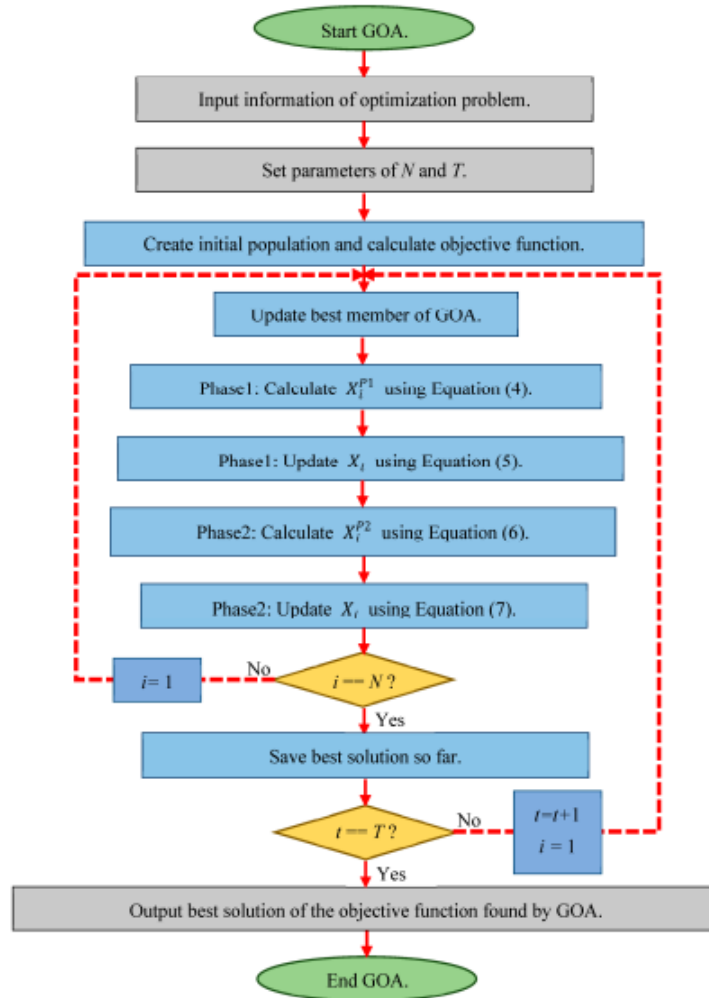 Start GOA.
Input information of optimization problem.
Set parameters of N and T.
Create initial population and calculate objective function.
Update best member of GOA.
Phase1: Calculate X_i^{P1} using Equation (4).
Phase1: Update X_i using Equation (5).
Phase2: Calculate X_i^{P2} using Equation (6).
Phase2: Update X_i using Equation (7).
i= 1
No
i == N ?
Yes
Save best solution so far.
t == T ?
No
t=t+1
i = 1
Yes
Output best solution of the objective function found by GOA.
End GOA.